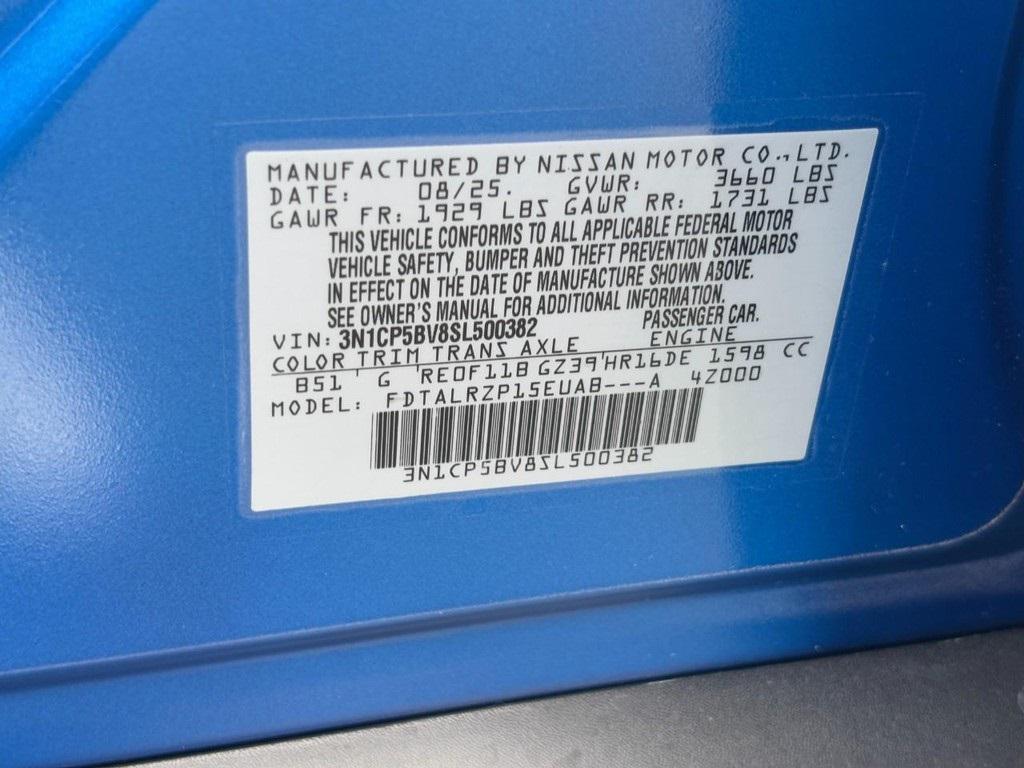 MANUFACTURED BY NISSAN MOTOR CO.,LTD.
DATE: 08/25. GVWR: 3660 LBS
GAWR FR: 1929 LBS GAWR RR: 1731 LBS
THIS VEHICLE CONFORMS TO ALL APPLICABLE FEDERAL MOTOR
VEHICLE SAFETY, BUMPER AND THEFT PREVENTION STANDARDS
IN EFFECT ON THE DATE OF MANUFACTURE SHOWN ABOVE.
SEE OWNER'S MANUAL FOR ADDITIONAL INFORMATION.
VIN: 3N1CP5BV8SL500382 PASSENGER CAR.
COLOR TRIM TRANS AXLE ENGINE
B51 ' G 'RE0F11B GZ39'HR16DE 1598 CC
MODEL: FDTALRZP15EUAB---A 4Z000
3N1CP5BV8SL500382